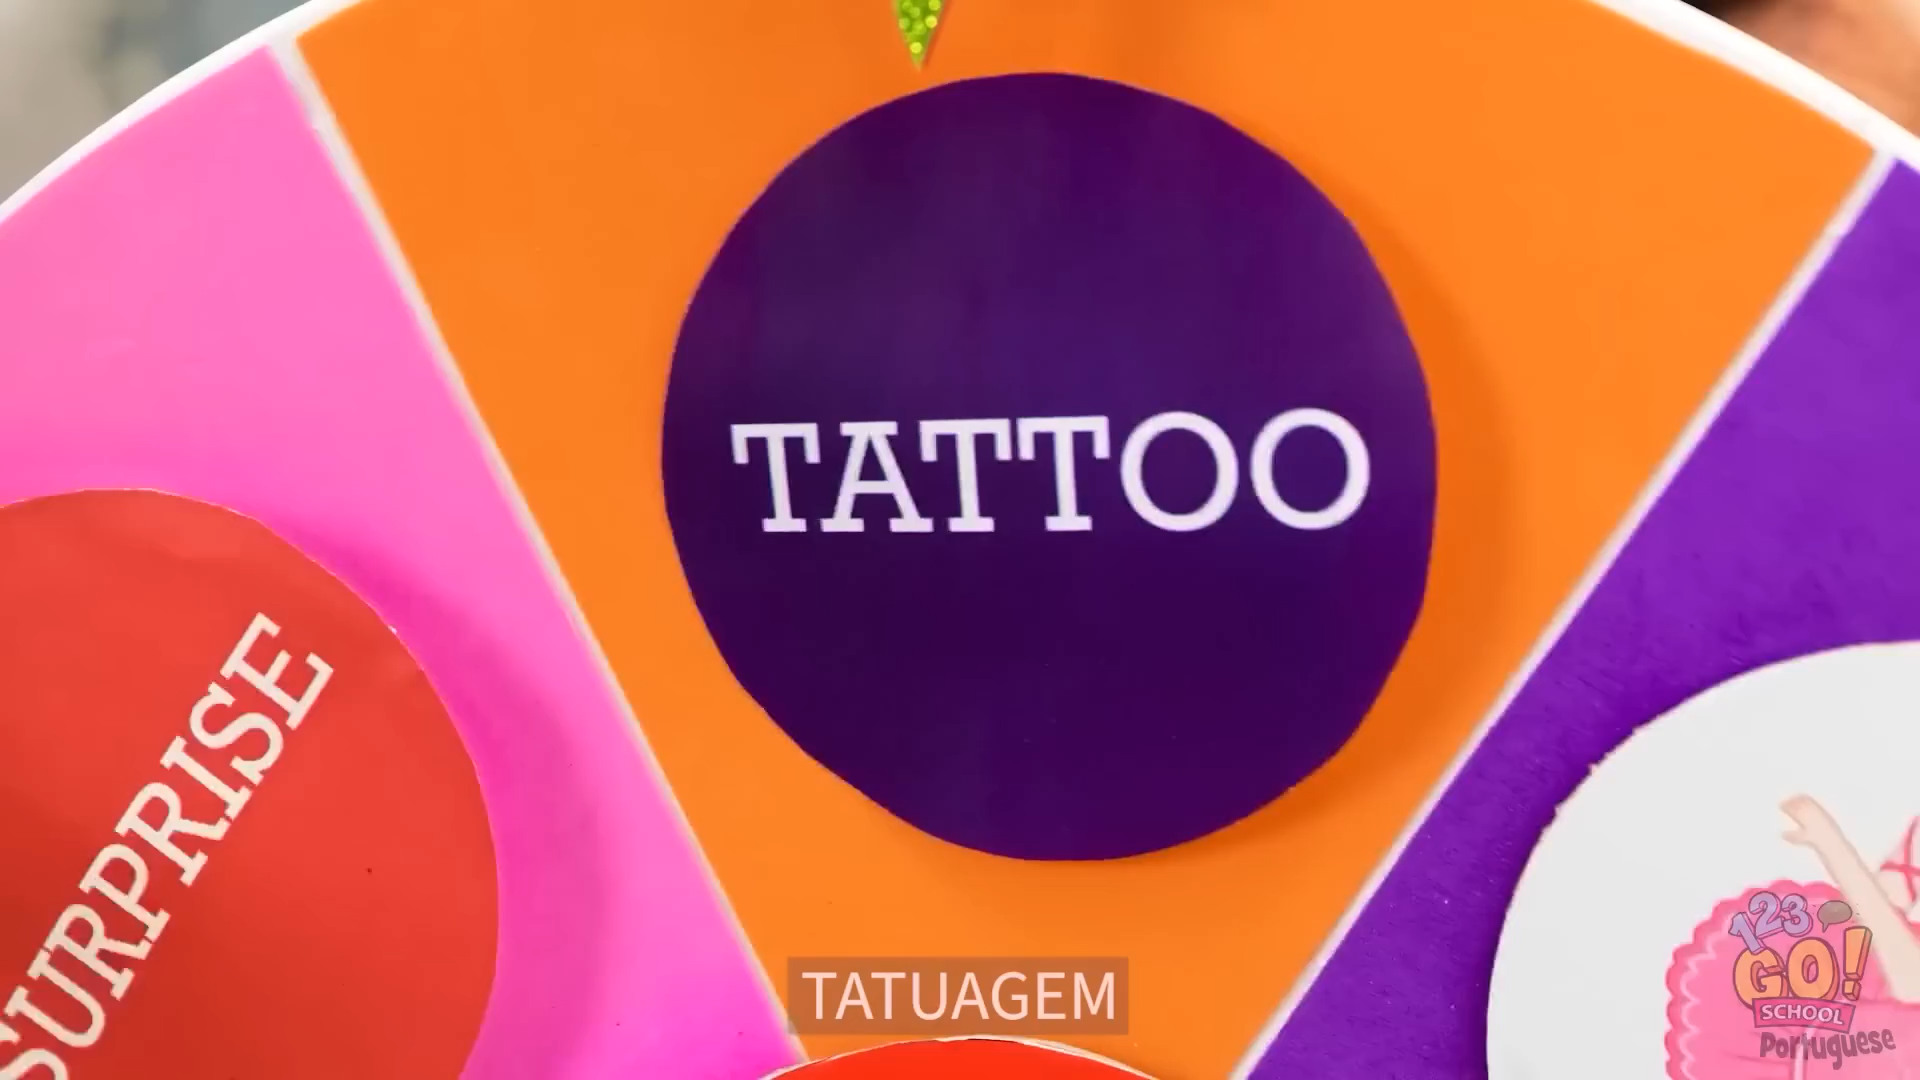 TATTOO
SURPRISE
TATUAGEM
123
GO!
SCHOOL
Portuguese